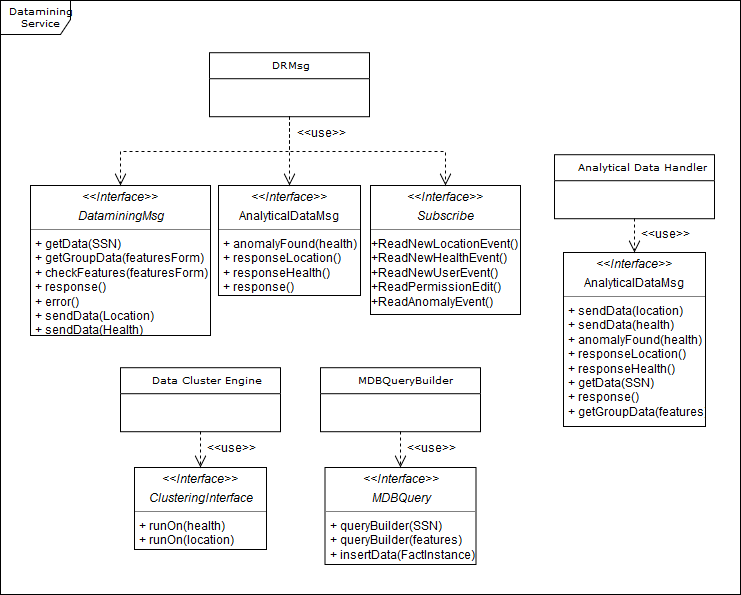 Datamining
Service
DRMsg
<<use>>
<<Interface>>
DataminingMsg
+ getData(SSN)
+ getGroupData(featuresForm)
+ checkFeatures(featuresForm)
+ response()
+ error()
+ sendData(Location)
+ sendData(Health)
<<Interface>>
AnalyticalDataMsg
+ anomalyFound(health)
+ responseLocation()
+ responseHealth()
+ response()
<<Interface>>
Subscribe
+ReadNewLocationEvent()
+ReadNewHealthEvent()
+ReadNewUserEvent()
+ReadPermissionEdit()
+ReadAnomalyEvent()
Analytical Data Handler
<<use>>
<<Interface>>
AnalyticalDataMsg
+ sendData(location)
+ sendData(health)
+ anomalyFound(health)
+ responseLocation()
+ responseHealth()
+ getData(SSN)
+ response()
+ getGroupData(features
Data Cluster Engine
<<use>>
<<Interface>>
ClusteringInterface
+ runOn(health)
+ runOn(location)
MDBQueryBuilder
<<use>>
<<Interface>>
MDBQuery
+ queryBuilder(SSN)
+ queryBuilder(features)
+ insertData(FactInstance)